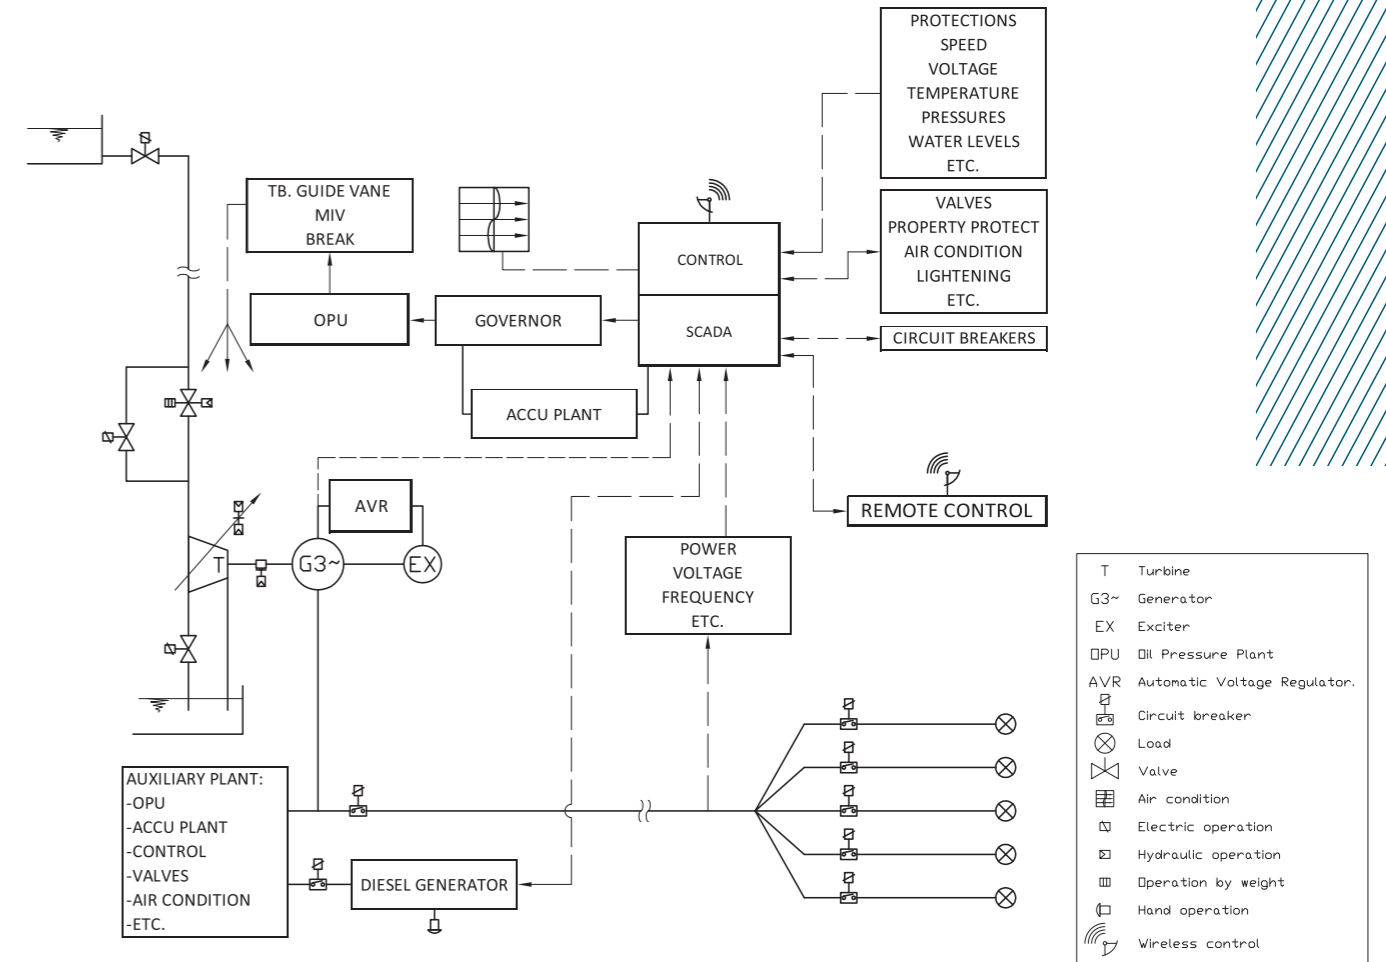 PROTECTIONS
SPEED
VOLTAGE
TEMPERATURE
PRESSURES
WATER LEVELS
ETC.
TB. GUIDE VANE
MIV
BREAK
VALVES
PROPERTY PROTECT
AIR CONDITION
LIGHTENING
ETC.
CONTROL
SCADA
OPU
GOVERNOR
CIRCUIT BREAKERS
ACCU PLANT
AVR
REMOTE CONTROL
T
G3~
EX
POWER
VOLTAGE
FREQUENCY
ETC.
AUXILIARY PLANT:
-OPU
-ACCU PLANT
-CONTROL
-VALVES
-AIR CONDITION
-ETC.
DIESEL GENERATOR
T Turbine
G3~ Generator
EX Exciter
OPU Oil Pressure Plant
AVR Automatic Voltage Regulator.
Circuit breaker
Load
Valve
Air condition
Electric operation
Hydraulic operation
Operation by weight
Hand operation
Wireless control